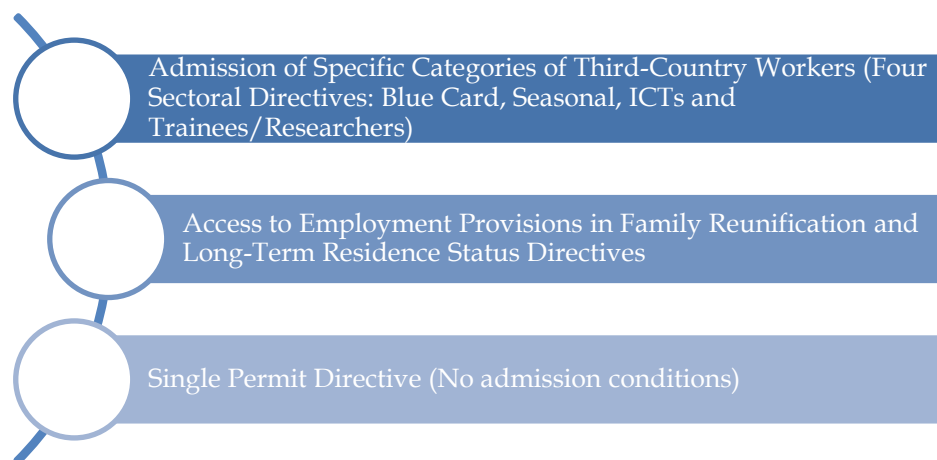 Admission of Specific Categories of Third-Country Workers (Four
Sectoral Directives: Blue Card, Seasonal, ICTs and
Trainees/Researchers)
Access to Employment Provisions in Family Reunification and
Long-Term Residence Status Directives
Single Permit Directive (No admission conditions)